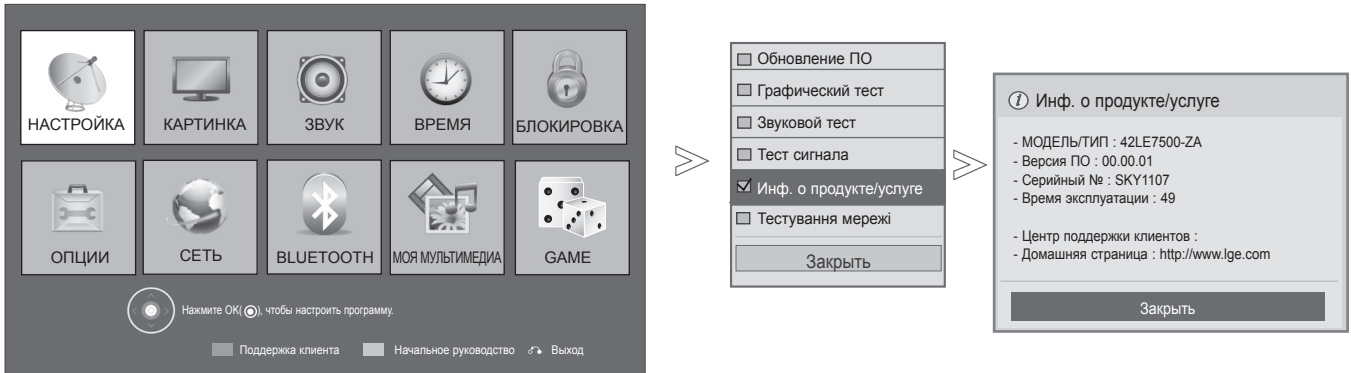 НАСТРОЙКА КАРТИНКА ЗВУК ВРЕМЯ БЛОКИРОВКА
ОПЦИИ СЕТЬ BLUETOOTH МОЯ МУЛЬТИМЕДИА GAME
Нажмите OK( ), чтобы настроить программу.
Поддержка клиента Начальное руководство Выход
Обновление ПО
Графический тест
Звуковой тест
Тест сигнала
Инф. о продукте/услуге
Тестування мережі
Закрыть
Инф. о продукте/услуге
- МОДЕЛЬ/ТИП : 42LE7500-ZA
- Версия ПО : 00.00.01
- Серийный № : SKY1107
- Время эксплуатации : 49
- Центр поддержки клиентов :
- Домашняя страница : http://www.lge.com
Закрыть